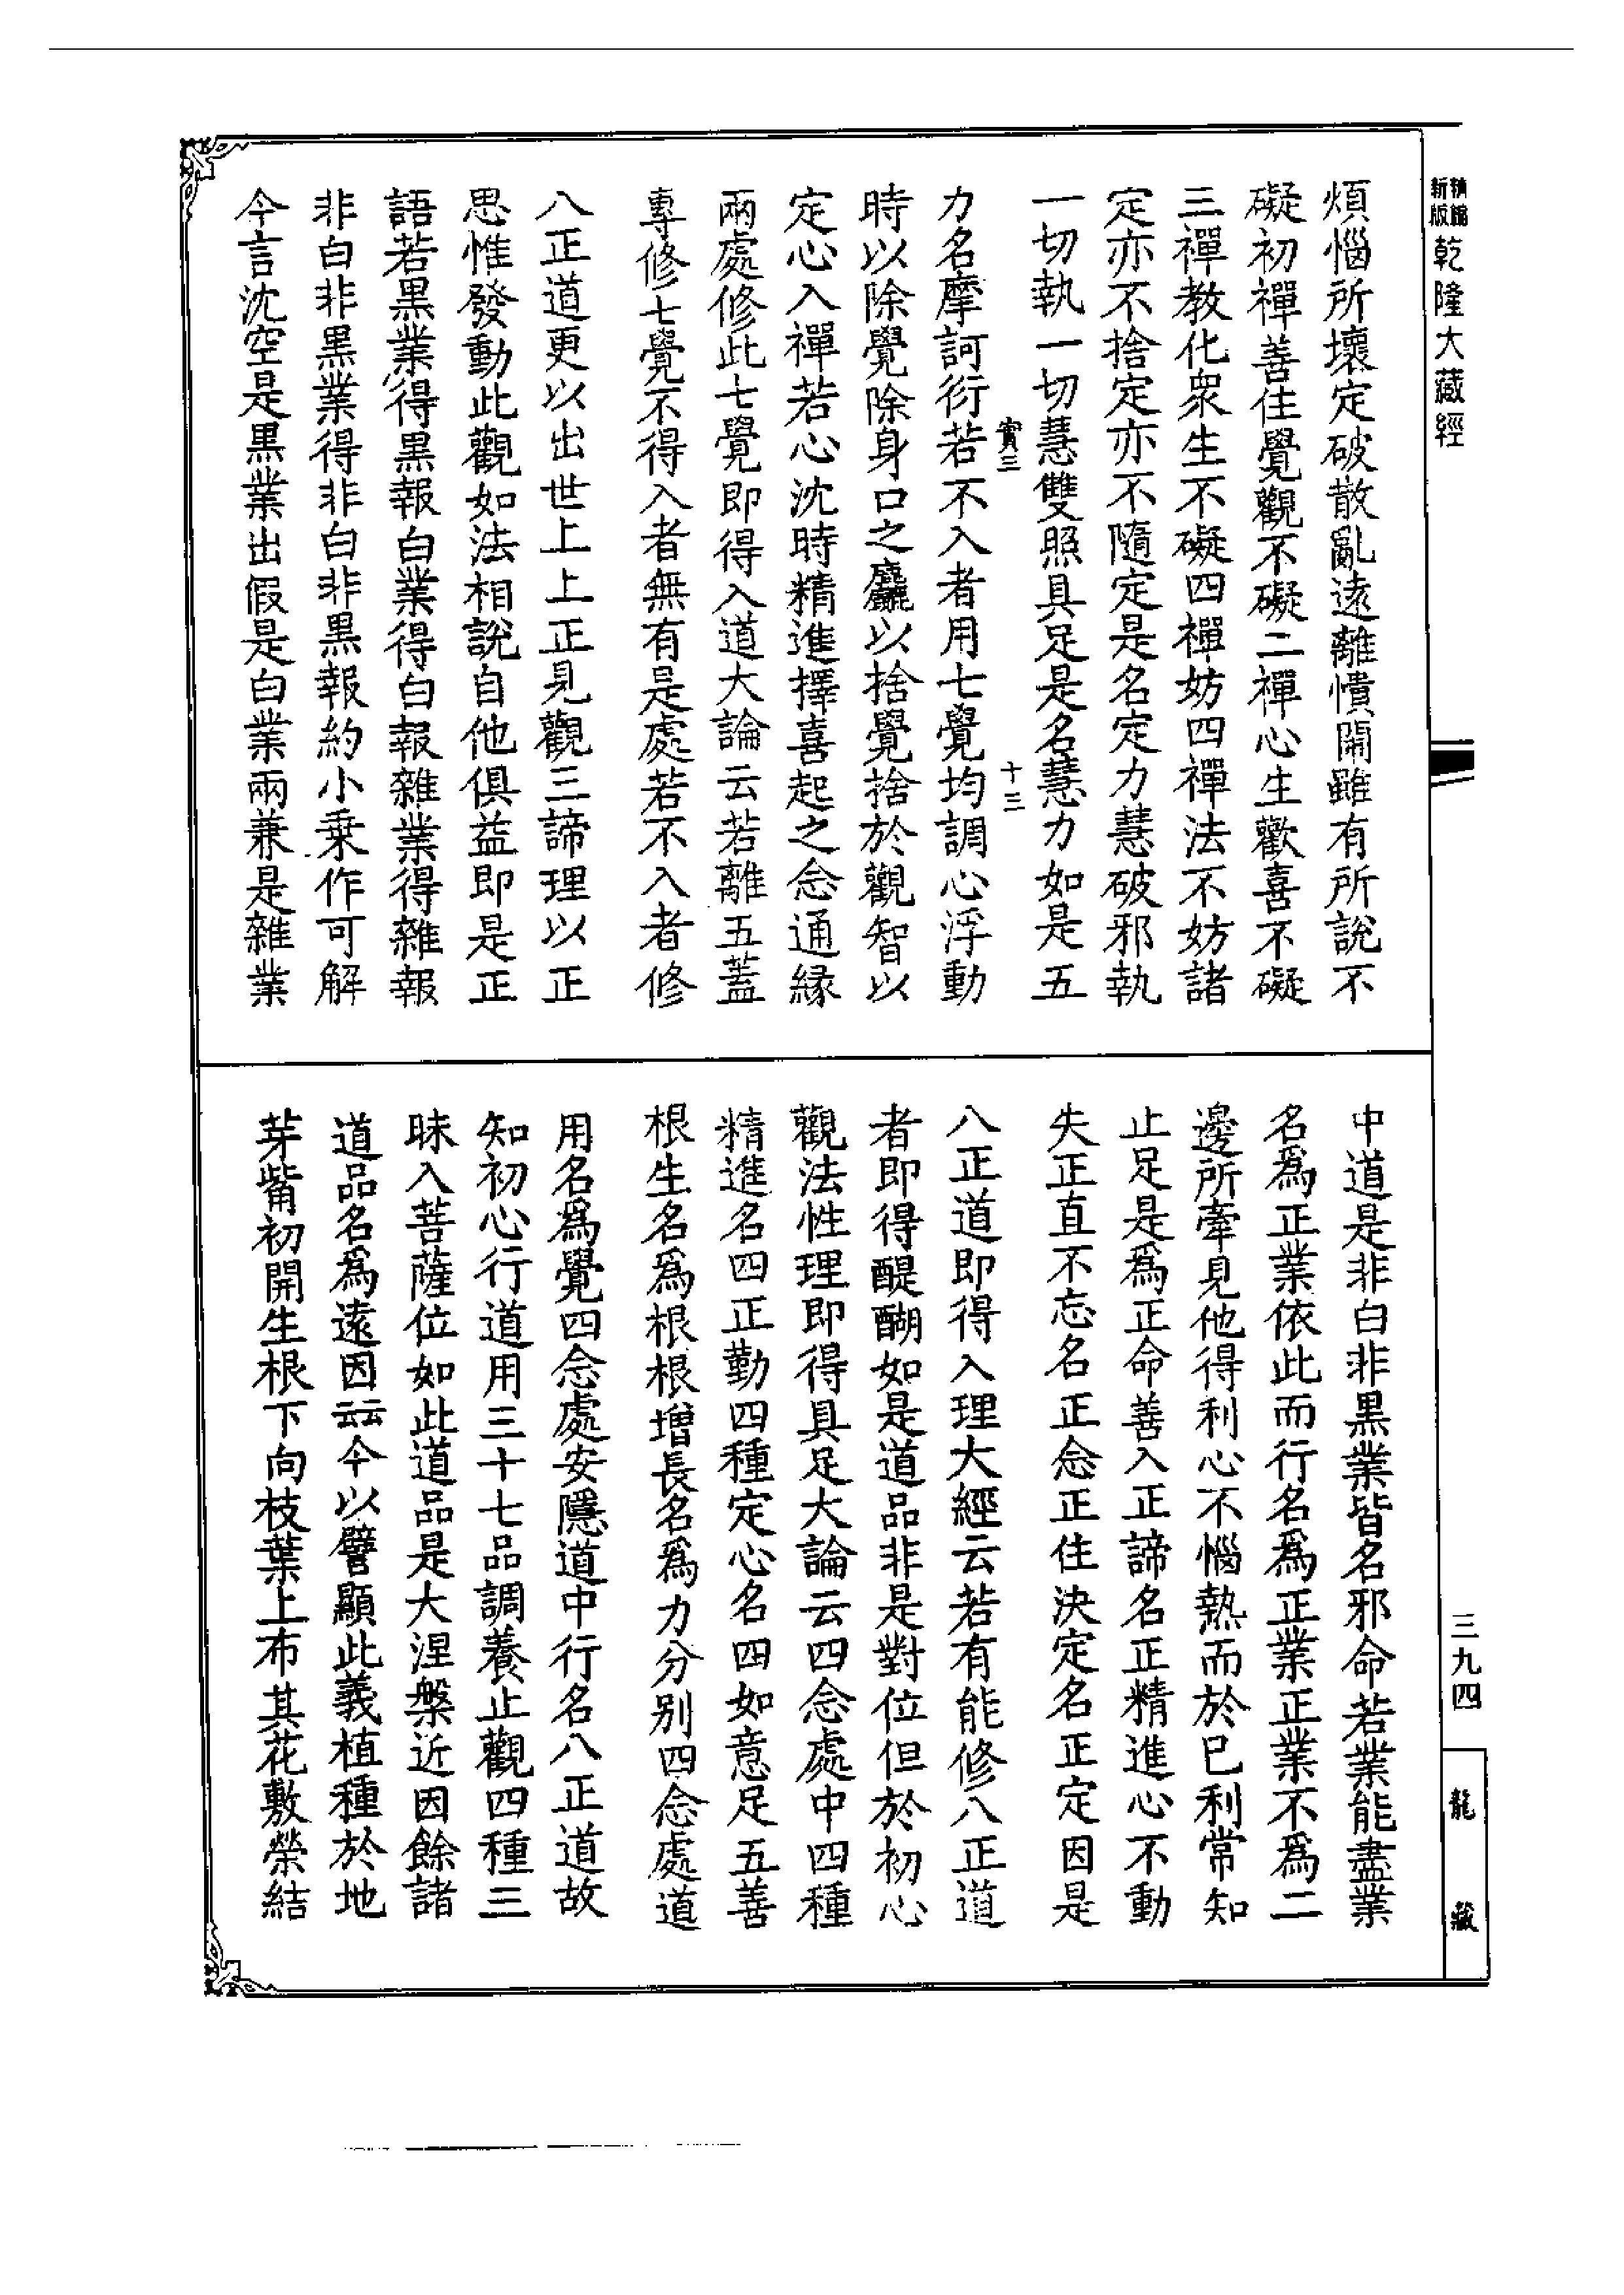 精編
新版
乾隆大藏經
煩惱所壞定破散亂遠離憒閙雖有所說不
礙初禪善住覺觀不礙二禪心生歡喜不礙
三禪教化衆生不礙四禪妨四禪法不妨諸
定亦不捨定亦不隨定是名定力慧破邪執
一切執一切慧雙照具足是名慧力如是五
實三
十三
力名摩訶衍若不入者用七覺均調心浮動
時以除覺除身口之麤以捨覺捨於觀智以
定心入禪若心沈時精進擇喜起之念通緣
兩處修此七覺即得入道大論云若離五蓋
專修七覺不得入者無有是處若不入者修
八正道更以出世上上正見觀三諦理以正
思惟發動此觀如法相說自他俱益即是正
語若黑業得黑報白業得白報雜業得雜報
非白非黑業得非白非黑報約小乘作可解
今言沈空是黑業出假是白業兩兼是雜業
中道是非白非黑業皆名邪命若業能盡業
名爲正業依此而行名爲正業正業不爲二
邊所牽見他得利心不惱熱而於已利常知
止足是爲正命善入正諦名正精進心不動
失正直不忘名正念正住決定名正定因是
八正道即得入理大經云若有能修八正道
者即得醍醐如是道品非是對位但於初心
觀法性理即得具足大論云四念處中四種
精進名四正勤四種定心名四如意足五善
根生名爲根根增長名爲力分别四念處道
用名爲覺四念處安隱道中行名八正道故
知初心行道用三十七品調養止觀四種三
昧入菩薩位如此道品是大涅槃近因餘諸
道品名爲遠因云云今以譬顯此義植種於地
芽觜初開生根下向枝葉上布其花敷榮結
三九四
龍藏